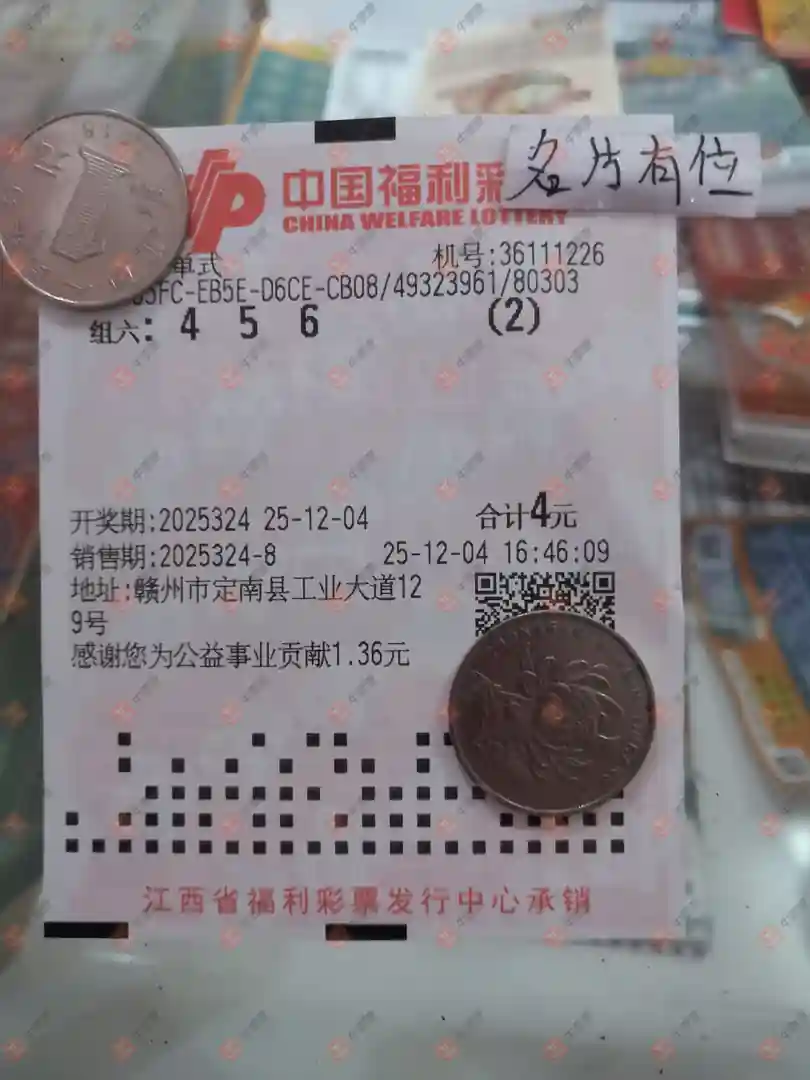 中国福利彩
名片有位
CHINA WELFARE LOTTERY
单式 机号:36111226
5FC-EB5E-D6CE-CB08/49323961/80303
组六: 4 5 6 (2)
开奖期:2025324 25-12-04 合计4元
销售期:2025324-8 25-12-04 16:46:09
地址:赣州市定南县工业大道12
9号
感谢您为公益事业贡献1.36元
江西省福利彩票发行中心承销